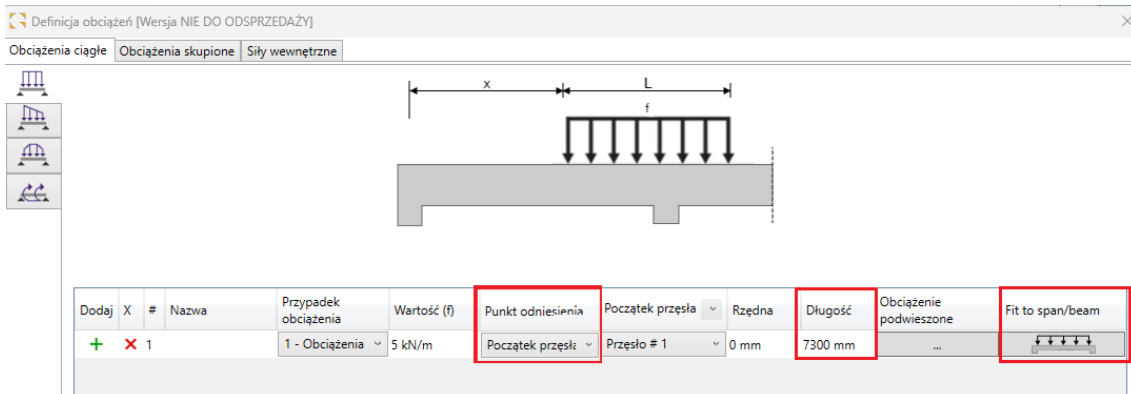 Definicja obciążeń [Wersja NIE DO ODSPRZEDAŻY]
Obciążenia ciągłe Obciążenia skupione Siły wewnętrzne
x L
f
Dodaj X # Nazwa Przypadek obciążenia Wartość (f) Punkt odniesienia Początek przęsła Rzędna Długość Obciążenie podwieszone Fit to span/beam
+ X 1 1 - Obciążenia 5 kN/m Początek przęsła Przęsło # 1 0 mm 7300 mm ...